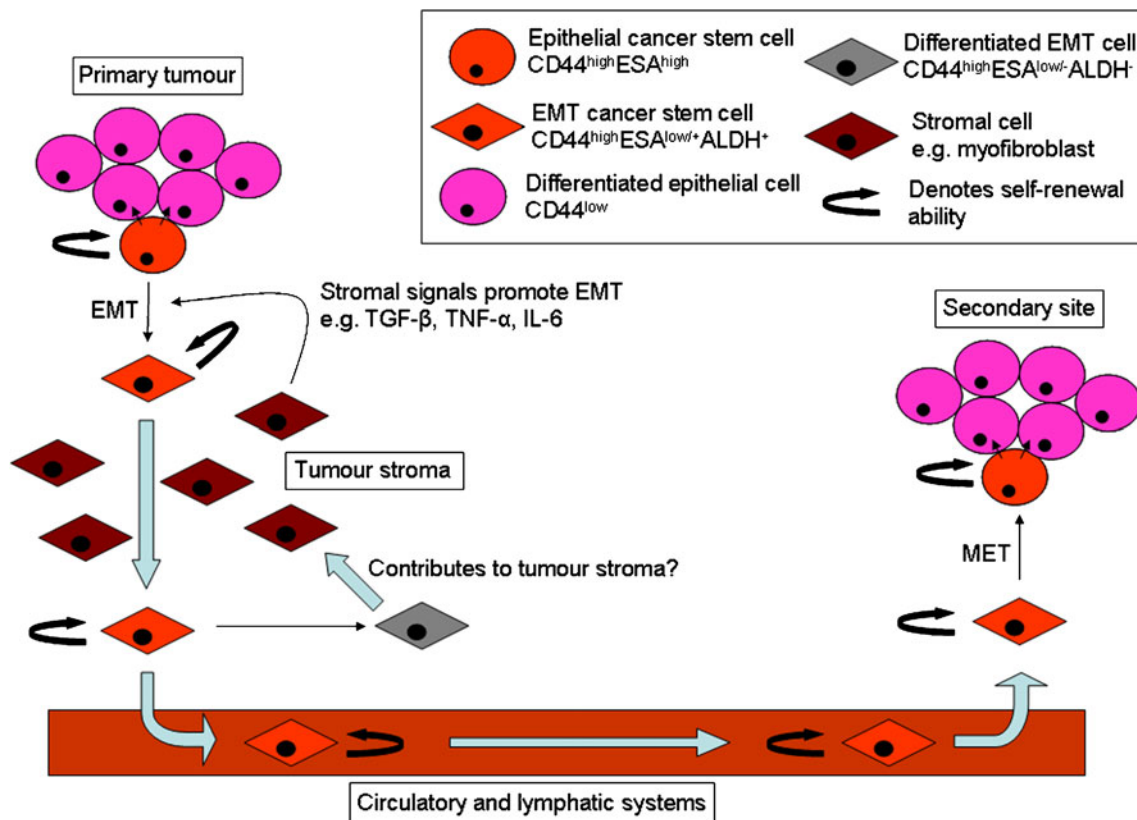 Primary tumour
Epithelial cancer stem cell
CD44highESAhigh
EMT cancer stem cell
CD44highESAlow/+ALDH+
Differentiated epithelial cell
CD44low
Differentiated EMT cell
CD44highESAlow/-ALDH-
Stromal cell
e.g. myofibroblast
Denotes self-renewal
ability
EMT
Stromal signals promote EMT
e.g. TGF-β, TNF-α, IL-6
Secondary site
Tumour stroma
Contributes to tumour stroma?
MET
Circulatory and lymphatic systems